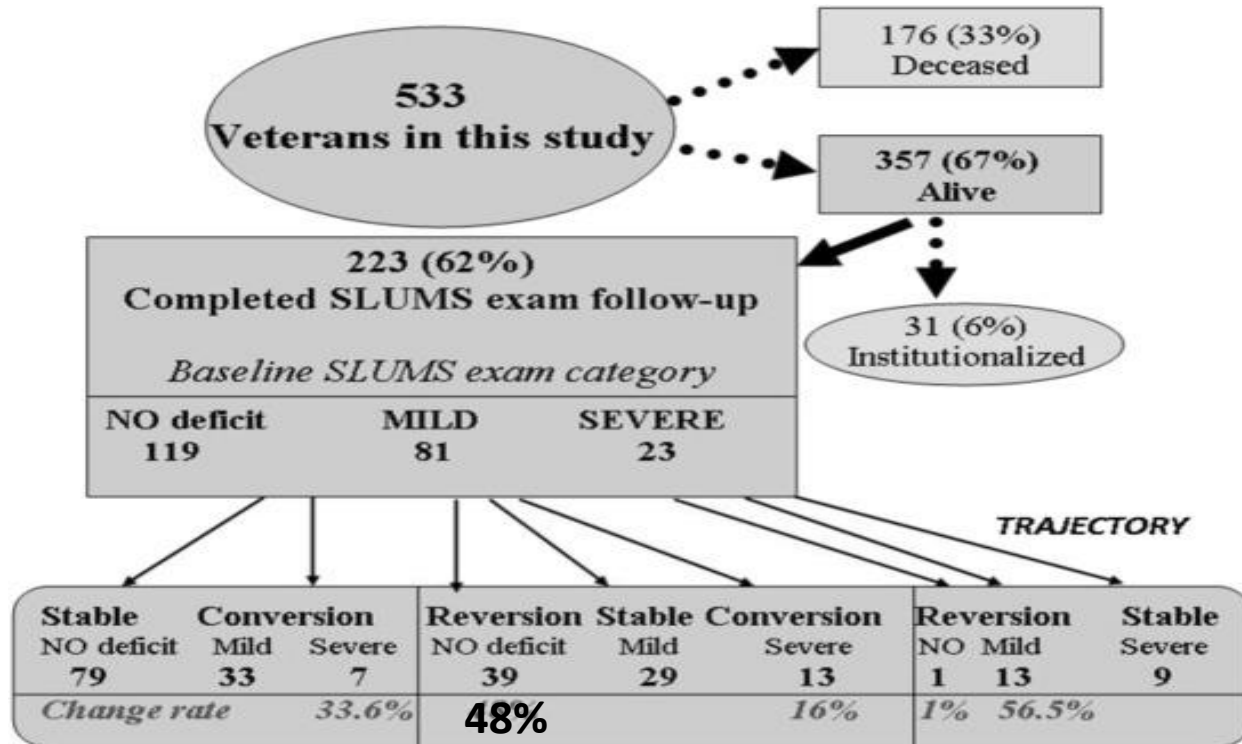 533
Veterans in this study
176 (33%)
Deceased
357 (67%)
Alive
31 (6%)
Institutionalized
223 (62%)
Completed SLUMS exam follow-up
Baseline SLUMS exam category
NO deficit MILD SEVERE
119 81 23
TRAJECTORY
Stable Conversion Reversion Stable Conversion Reversion Stable
NO deficit Mild Severe NO deficit Mild Severe NO Mild Severe
79 33 7 39 29 13 1 13 9
Change rate 33.6% 48% 16% 1% 56.5%